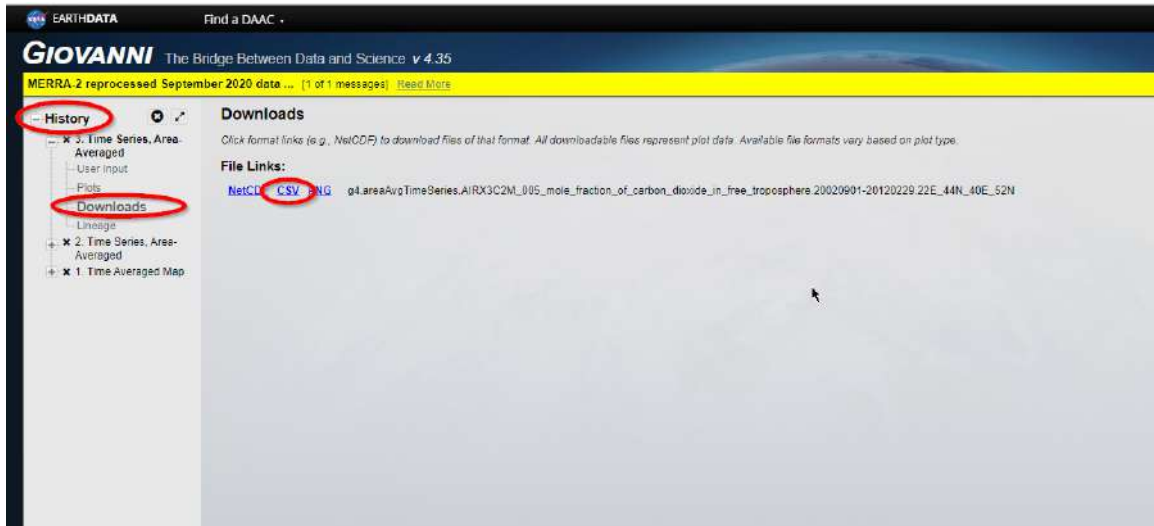 EARTHDATA Find a DAAC
GIOVANNI The Bridge Between Data and Science v 4.35
MERRA-2 reprocessed September 2020 data ... [1 of 1 messages] Read More
History
3. Time Series, Area-
Averaged
User Input
Plots
Downloads
Lineage
2. Time Series, Area-
Averaged
1. Time Averaged Map
Downloads
Click format links (e.g., NetCDF) to download files of that format. All downloadable files represent plot data. Available file formats vary based on plot type.
File Links:
NetCD CSV PNG g4.areaAvgTimeSeries.AIRX3C2M_005_mole_fraction_of_carbon_dioxide_in_free_troposphere.20020901-20120229.22E_44N_40E_52N